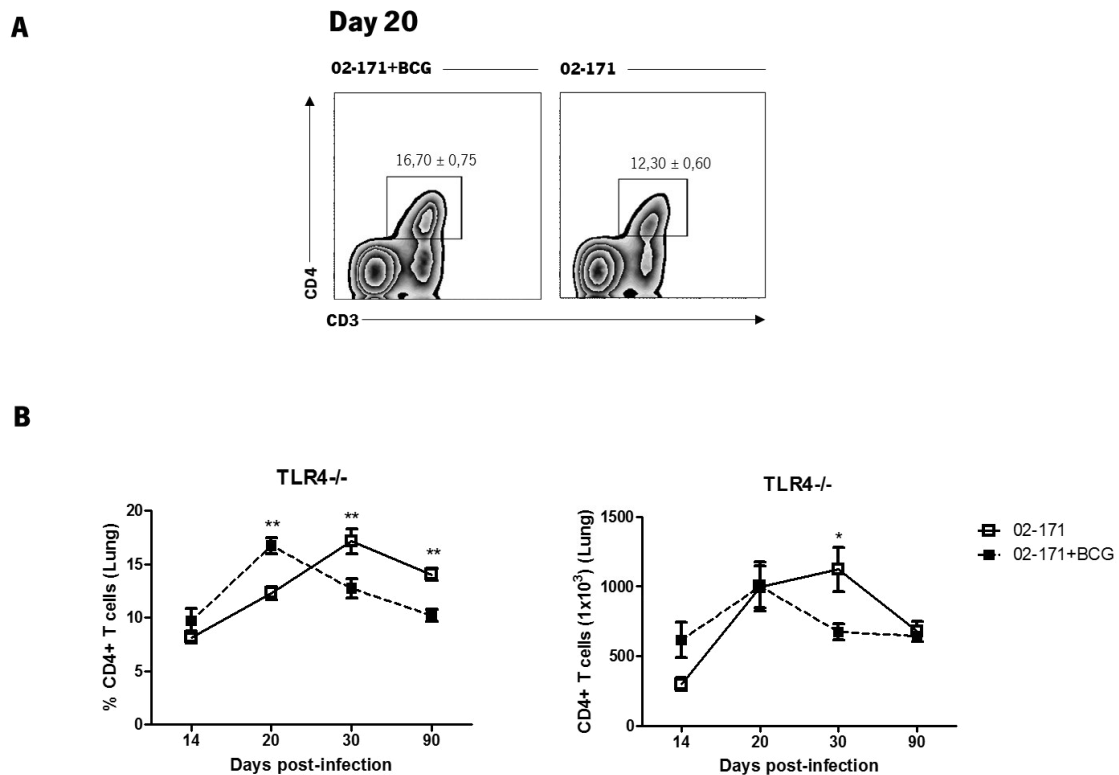 A
Day 20
02-171+BCG
02-171
16,70 ± 0,75
12,30 ± 0,60
CD4
CD3
B
TLR4-/-
% CD4+ T cells (Lung)
20
15
10
5
0
**
**
**
14 20 30 90
Days post-infection
TLR4-/-
CD4+ T cells (1x10³) (Lung)
1500
1000
500
0
*
14 20 30 90
Days post-infection
02-171
02-171+BCG